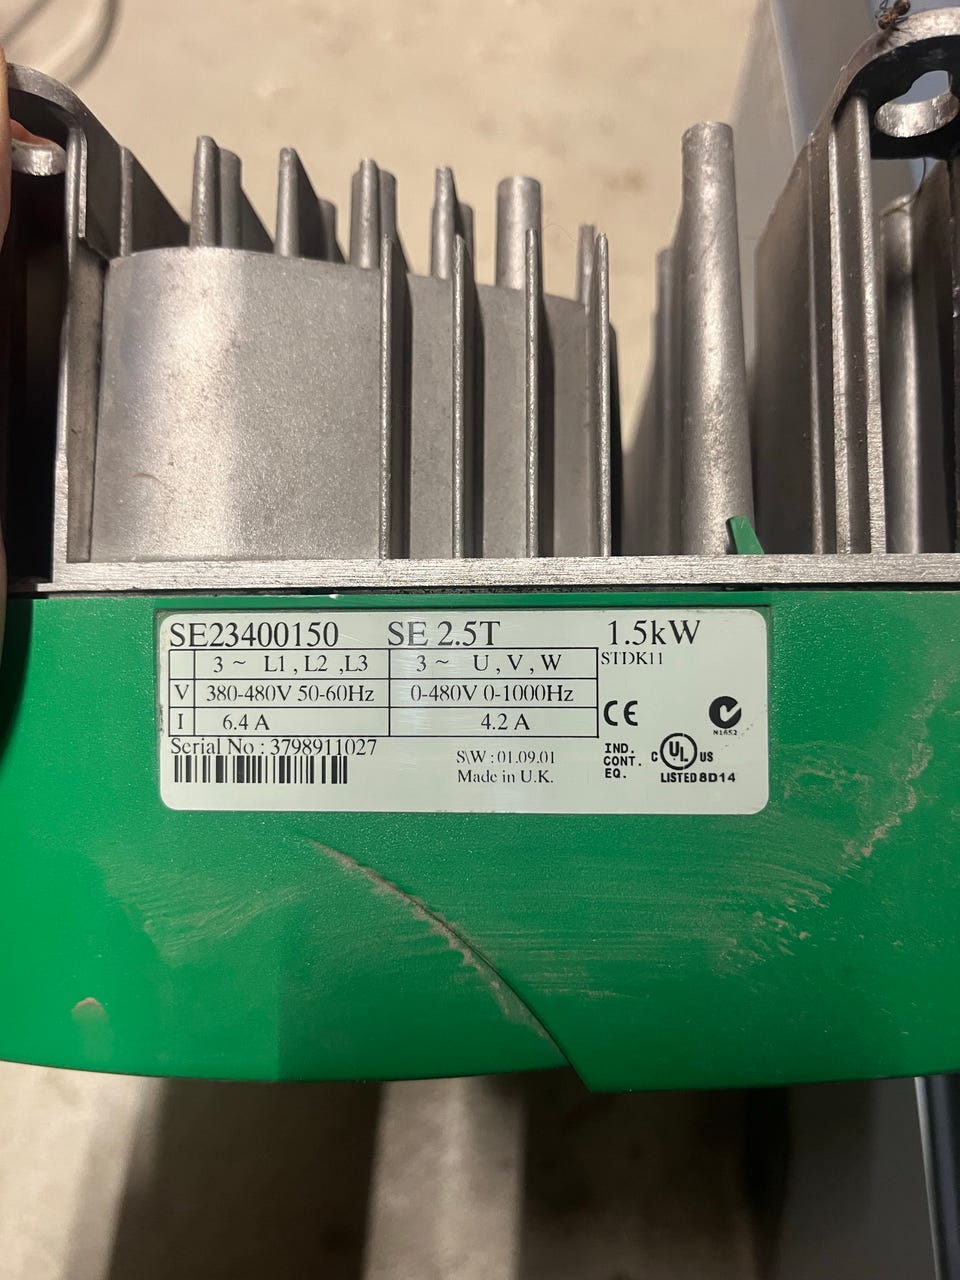 SE23400150 SE 2.5T 1.5kW
3 ~ L1 , L2 ,L3 3 ~ U , V , W STDK11
V 380-480V 50-60Hz 0-480V 0-1000Hz
I 6.4 A 4.2 A
CE
N1652
Serial No : 3798911027
S\W : 01.09.01
Made in U.K.
IND.
CONT.
EQ.
C UL US
LISTED 8D14